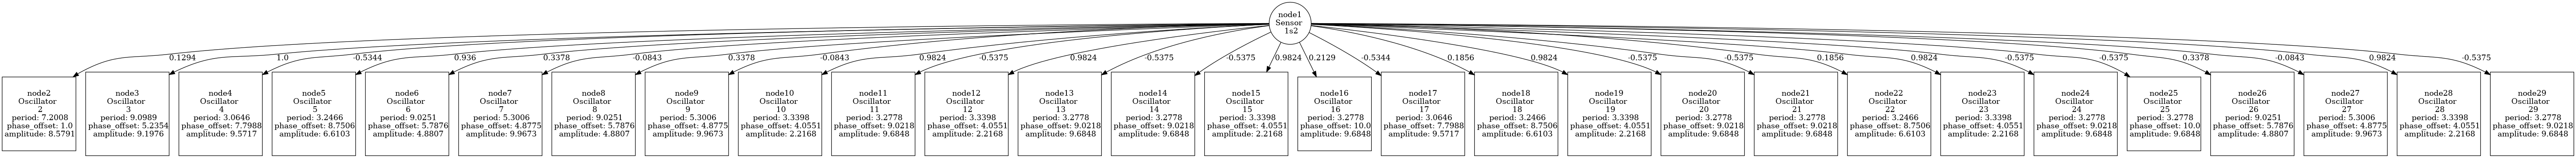 node1
Sensor
1s2
0.1294
1.0
-0.5344
0.936
0.3378
-0.0843
0.3378
-0.0843
0.9824
-0.5375
0.9824
-0.5375
-0.5375
0.9824
0.2129
-0.5344
0.1856
0.9824
-0.5375
-0.5375
0.1856
0.9824
-0.5375
-0.5375
0.3378
-0.0843
0.9824
-0.5375
node2
Oscillator
2
period: 7.2008
phase_offset: 1.0
amplitude: 8.5791
node3
Oscillator
3
period: 9.0989
phase_offset: 5.2354
amplitude: 9.1976
node4
Oscillator
4
period: 3.0646
phase_offset: 7.7988
amplitude: 9.5717
node5
Oscillator
5
period: 3.2466
phase_offset: 8.7506
amplitude: 6.6103
node6
Oscillator
6
period: 9.0251
phase_offset: 5.7876
amplitude: 4.8807
node7
Oscillator
7
period: 5.3006
phase_offset: 4.8775
amplitude: 9.9673
node8
Oscillator
8
period: 9.0251
phase_offset: 5.7876
amplitude: 4.8807
node9
Oscillator
9
period: 5.3006
phase_offset: 4.8775
amplitude: 9.9673
node10
Oscillator
10
period: 3.3398
phase_offset: 4.0551
amplitude: 2.2168
node11
Oscillator
11
period: 3.2778
phase_offset: 9.0218
amplitude: 9.6848
node12
Oscillator
12
period: 3.3398
phase_offset: 4.0551
amplitude: 2.2168
node13
Oscillator
13
period: 3.2778
phase_offset: 9.0218
amplitude: 9.6848
node14
Oscillator
14
period: 3.2778
phase_offset: 9.0218
amplitude: 9.6848
node15
Oscillator
15
period: 3.3398
phase_offset: 4.0551
amplitude: 2.2168
node16
Oscillator
16
period: 3.2778
phase_offset: 10.0
amplitude: 9.6848
node17
Oscillator
17
period: 3.0646
phase_offset: 7.7988
amplitude: 9.5717
node18
Oscillator
18
period: 3.2466
phase_offset: 8.7506
amplitude: 6.6103
node19
Oscillator
19
period: 3.3398
phase_offset: 4.0551
amplitude: 2.2168
node20
Oscillator
20
period: 3.2778
phase_offset: 9.0218
amplitude: 9.6848
node21
Oscillator
21
period: 3.2778
phase_offset: 9.0218
amplitude: 9.6848
node22
Oscillator
22
period: 3.2466
phase_offset: 8.7506
amplitude: 6.6103
node23
Oscillator
23
period: 3.3398
phase_offset: 4.0551
amplitude: 2.2168
node24
Oscillator
24
period: 3.2778
phase_offset: 9.0218
amplitude: 9.6848
node25
Oscillator
25
period: 3.2778
phase_offset: 10.0
amplitude: 9.6848
node26
Oscillator
26
period: 9.0251
phase_offset: 5.7876
amplitude: 4.8807
node27
Oscillator
27
period: 5.3006
phase_offset: 4.8775
amplitude: 9.9673
node28
Oscillator
28
period: 3.3398
phase_offset: 4.0551
amplitude: 2.2168
node29
Oscillator
29
period: 3.2778
phase_offset: 9.0218
amplitude: 9.6848